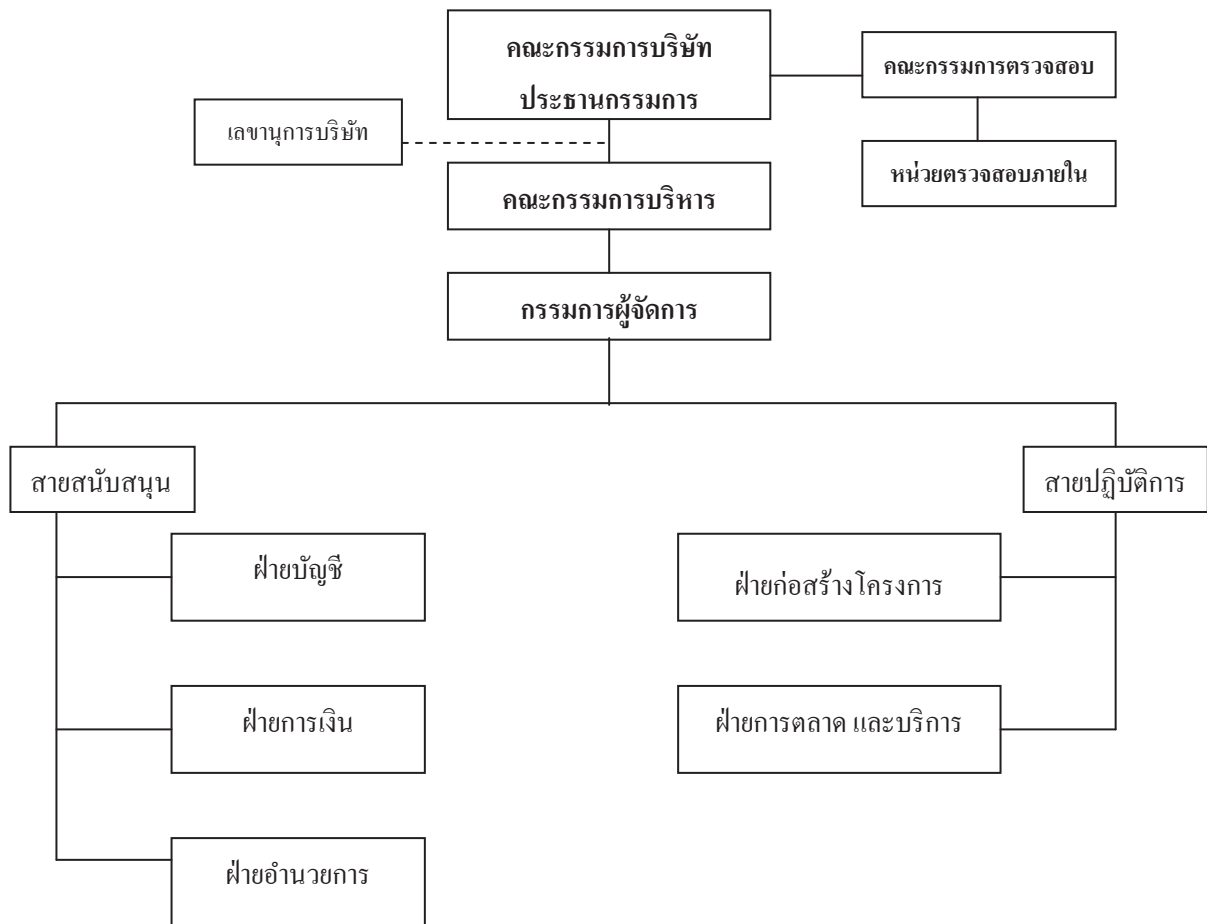 คณะกรรมการบริษัท
ประธานกรรมการ
คณะกรรมการตรวจสอบ
เลขานุการบริษัท
หน่วยตรวจสอบภายใน
คณะกรรมการบริหาร
กรรมการผู้จัดการ
สายสนับสนุน
สายปฏิบัติการ
ฝ่ายบัญชี
ฝ่ายก่อสร้างโครงการ
ฝ่ายการเงิน
ฝ่ายการตลาด และบริการ
ฝ่ายอำนวยการ